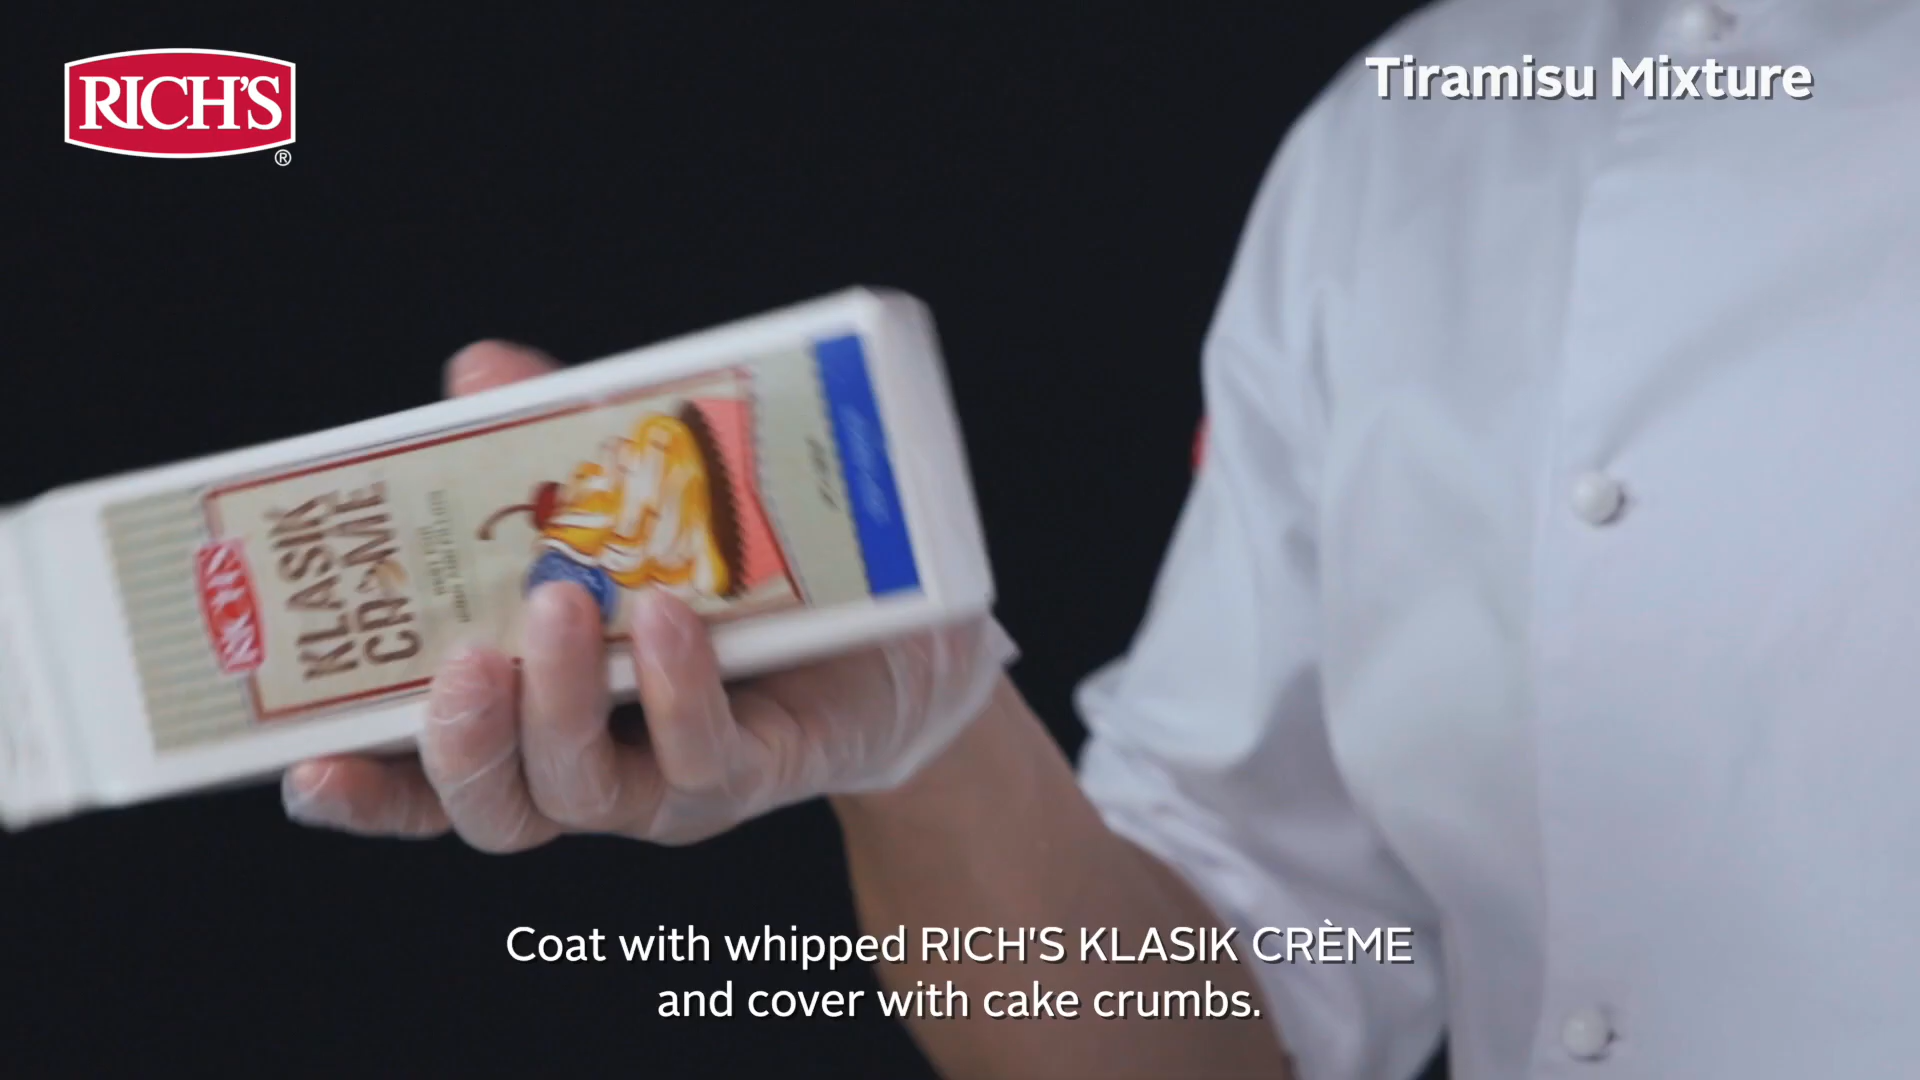 RICH'S
®
Tiramisu Mixture
RICH'S
KLASIK
CRÈME
Coat with whipped RICH'S KLASIK CRÈME
and cover with cake crumbs.